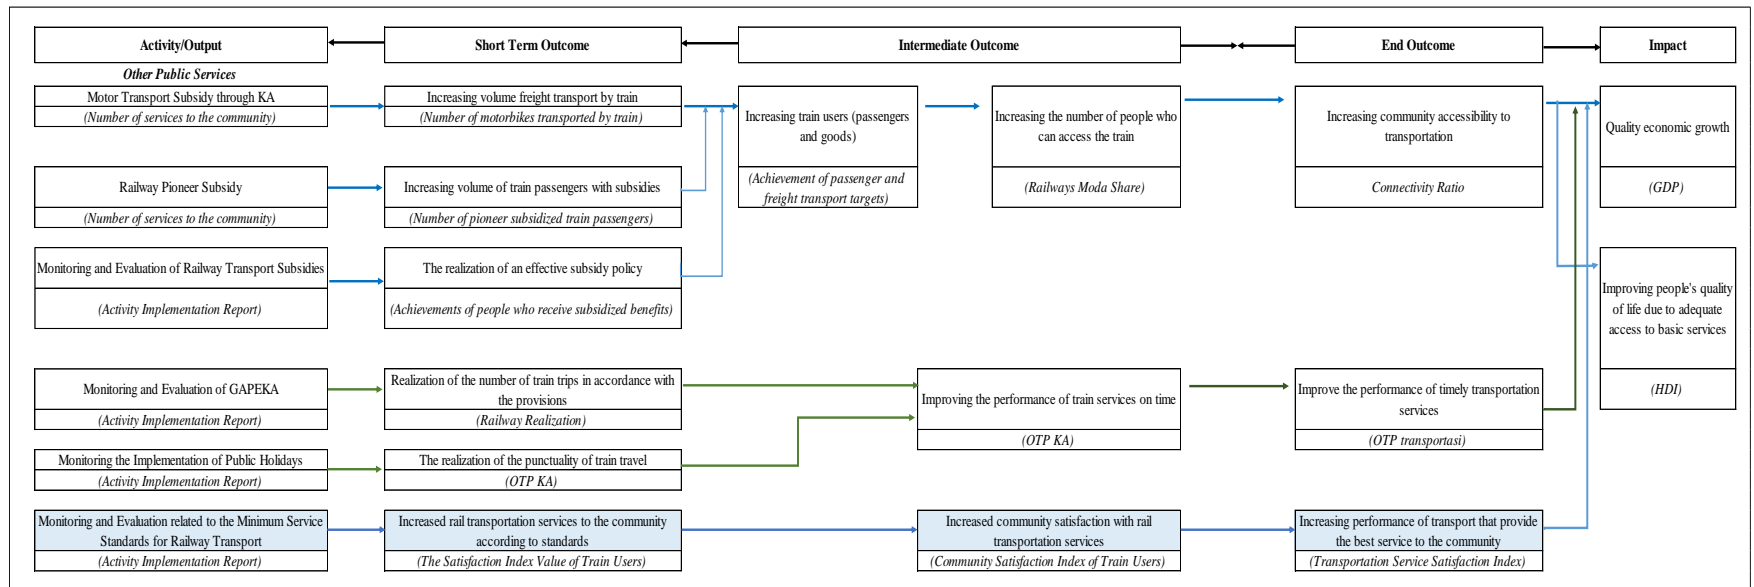 Activity/Output
Short Term Outcome
Intermediate Outcome
End Outcome
Impact
Other Public Services
Motor Transport Subsidy through KA
(Number of services to the community)
Increasing volume freight transport by train
(Number of motorbikes transported by train)
Increasing train users (passengers
and goods)
(Achievement of passenger and
freight transport targets)
Increasing the number of people who
can access the train
(Railways Moda Share)
Increasing community accessibility to
transportation
Connectivity Ratio
Quality economic growth
(GDP)
Railway Pioneer Subsidy
(Number of services to the community)
Increasing volume of train passengers with subsidies
(Number of pioneer subsidized train passengers)
Monitoring and Evaluation of Railway Transport Subsidies
(Activity Implementation Report)
The realization of an effective subsidy policy
(Achievements of people who receive subsidized benefits)
Improving people's quality
of life due to adequate
access to basic services
(HDI)
Monitoring and Evaluation of GAPEKA
(Activity Implementation Report)
Realization of the number of train trips in accordance with
the provisions
(Railway Realization)
Improving the performance of train services on time
(OTP KA)
Improve the performance of timely transportation
services
(OTP transportasi)
Monitoring the Implementation of Public Holidays
(Activity Implementation Report)
The realization of the punctuality of train travel
(OTP KA)
Monitoring and Evaluation related to the Minimum Service
Standards for Railway Transport
(Activity Implementation Report)
Increased rail transportation services to the community
according to standards
(The Satisfaction Index Value of Train Users)
Increased community satisfaction with rail
transportation services
(Community Satisfaction Index of Train Users)
Increasing performance of transport that provide
the best service to the community
(Transportation Service Satisfaction Index)